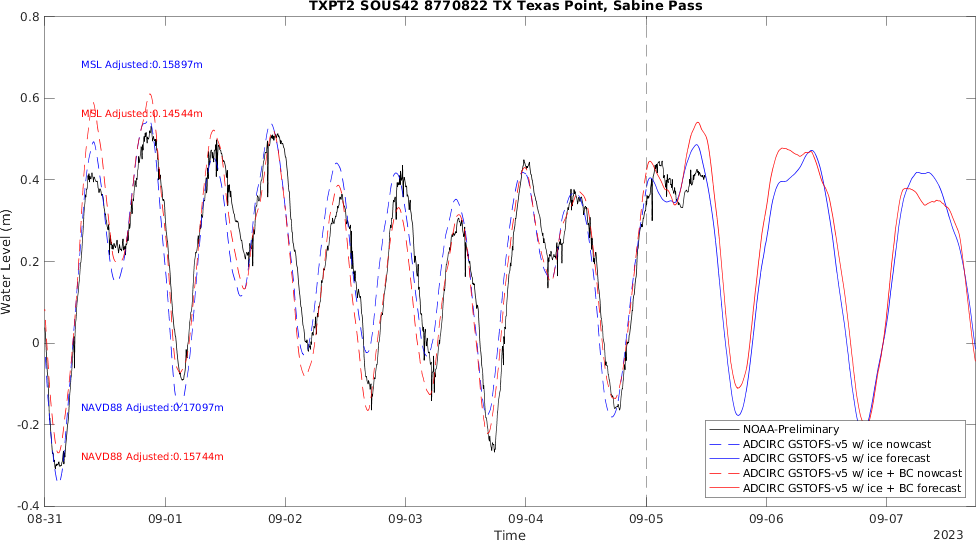 TXPT2 SOUS42 8770822 TX Texas Point, Sabine Pass
Water Level (m)
0.8
0.6
0.4
0.2
0
-0.2
-0.4
MSL Adjusted:0.15897m
MSL Adjusted:0.14544m
NAVD88 Adjusted:0.17097m
NAVD88 Adjusted:0.15744m
NOAA-Preliminary
ADCIRC GSTOFS-v5 w/ ice nowcast
ADCIRC GSTOFS-v5 w/ ice forecast
ADCIRC GSTOFS-v5 w/ ice + BC nowcast
ADCIRC GSTOFS-v5 w/ ice + BC forecast
08-31 09-01 09-02 09-03 09-04 09-05 09-06 09-07
Time
2023